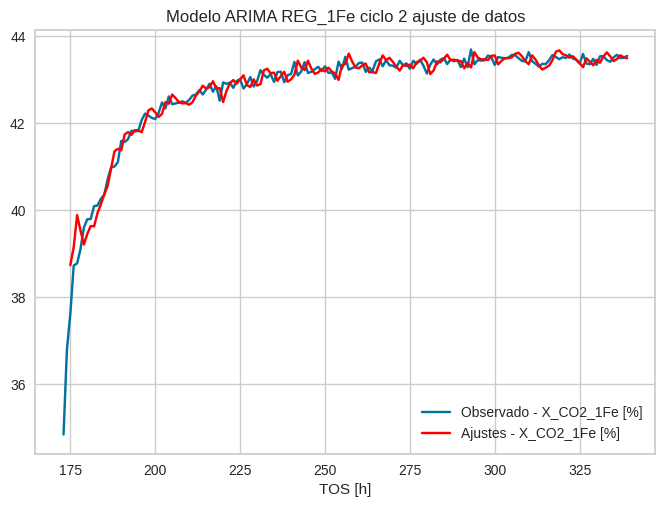 Modelo ARIMA REG_1Fe ciclo 2 ajuste de datos
44
42
40
38
36
Observado - X_CO2_1Fe [%]
Ajustes - X_CO2_1Fe [%]
175 200 225 250 275 300 325
TOS [h]